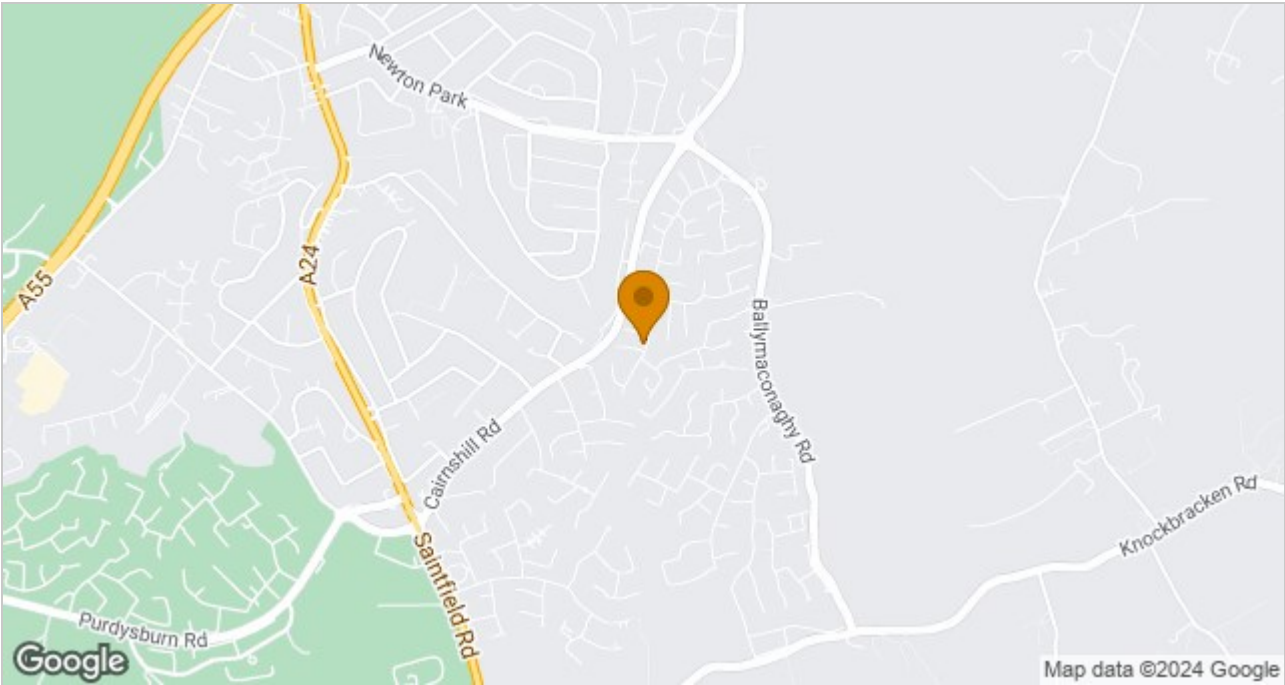 Newton Park
A24
A55
Ballymaconaghy Rd
Cairnshill Rd
Knockbracken Rd
Saintfield Rd
Purdysburn Rd
Google
Map data ©2024 Google